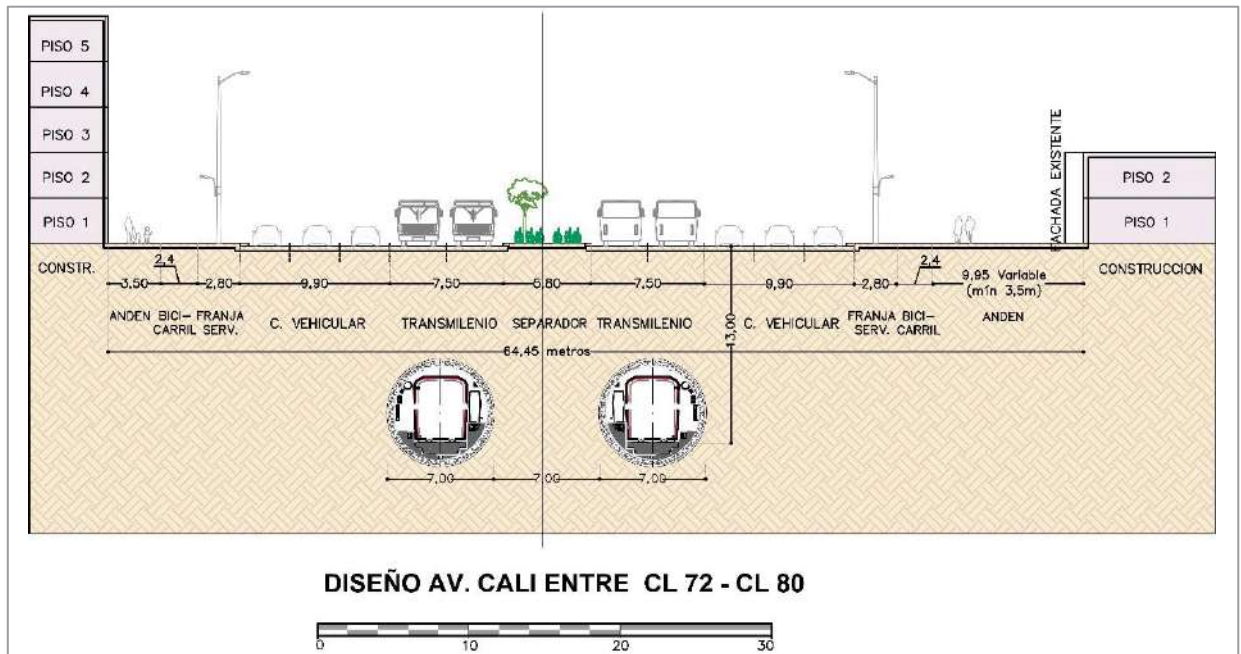 PISO 5
PISO 4
PISO 3
PISO 2
PISO 1
FACHADA EXISTENTE
PISO 2
PISO 1
CONSTR.
CONSTRUCCION
3,50
2,4
2,80
9,90
7,50
5,80
7,50
9,90
2,80
2,4
9,95 Variable
(mín 3,5m)
ANDEN
BICI-
CARRIL
FRANJA
SERV.
C. VEHICULAR
TRANSMILENIO
SEPARADOR
TRANSMILENIO
C. VEHICULAR
FRANJA
SERV.
BICI-
CARRIL
ANDEN
13,00
64,45 metros
7,00
7,00
7,00
DISEÑO AV. CALI ENTRE CL 72 - CL 80
0 10 20 30